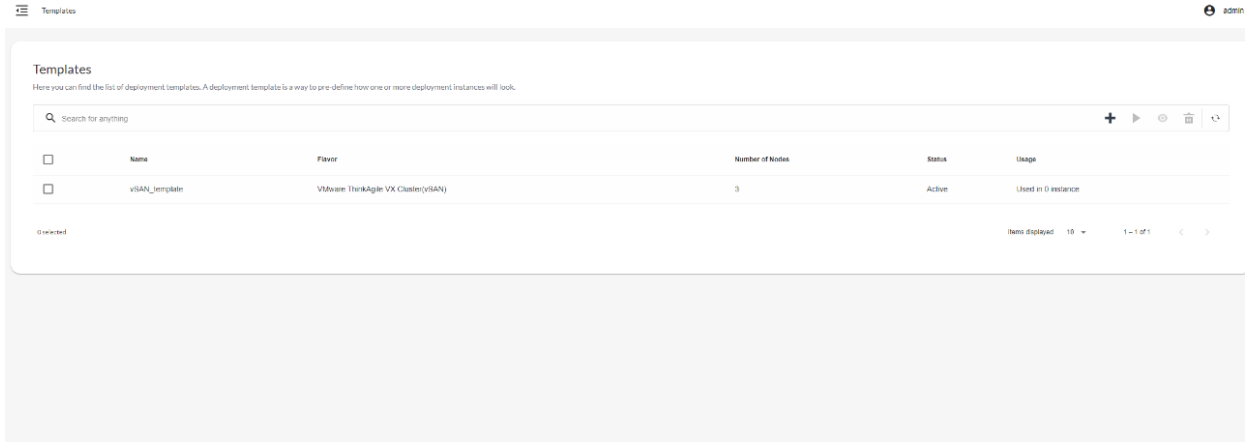 Templates
admin
Templates
Here you can find the list of deployment templates. A deployment template is a way to pre-define how one or more deployment instances will look.
Search for anything
Name Flavor Number of Nodes Status Usage
vSAN_template VMware ThinkAgile VX Cluster(vSAN) 3 Active Used in 0 instance
0 selected Items displayed 10 1 – 1 of 1